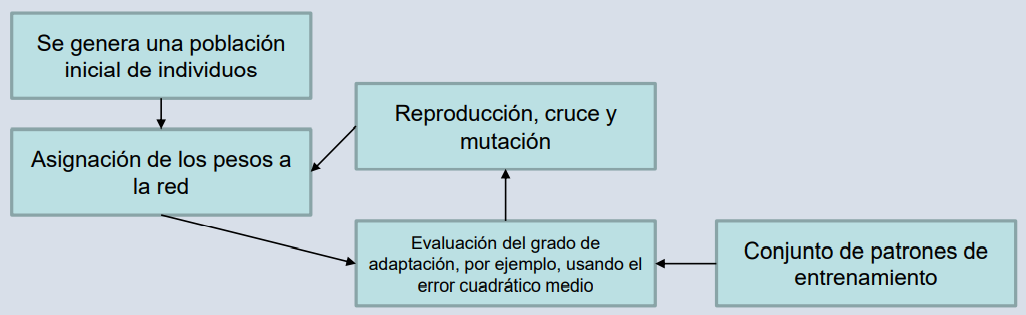 Se genera una población
inicial de individuos
Asignación de los pesos a
la red
Reproducción, cruce y
mutación
Evaluación del grado de
adaptación, por ejemplo, usando el
error cuadrático medio
Conjunto de patrones de
entrenamiento